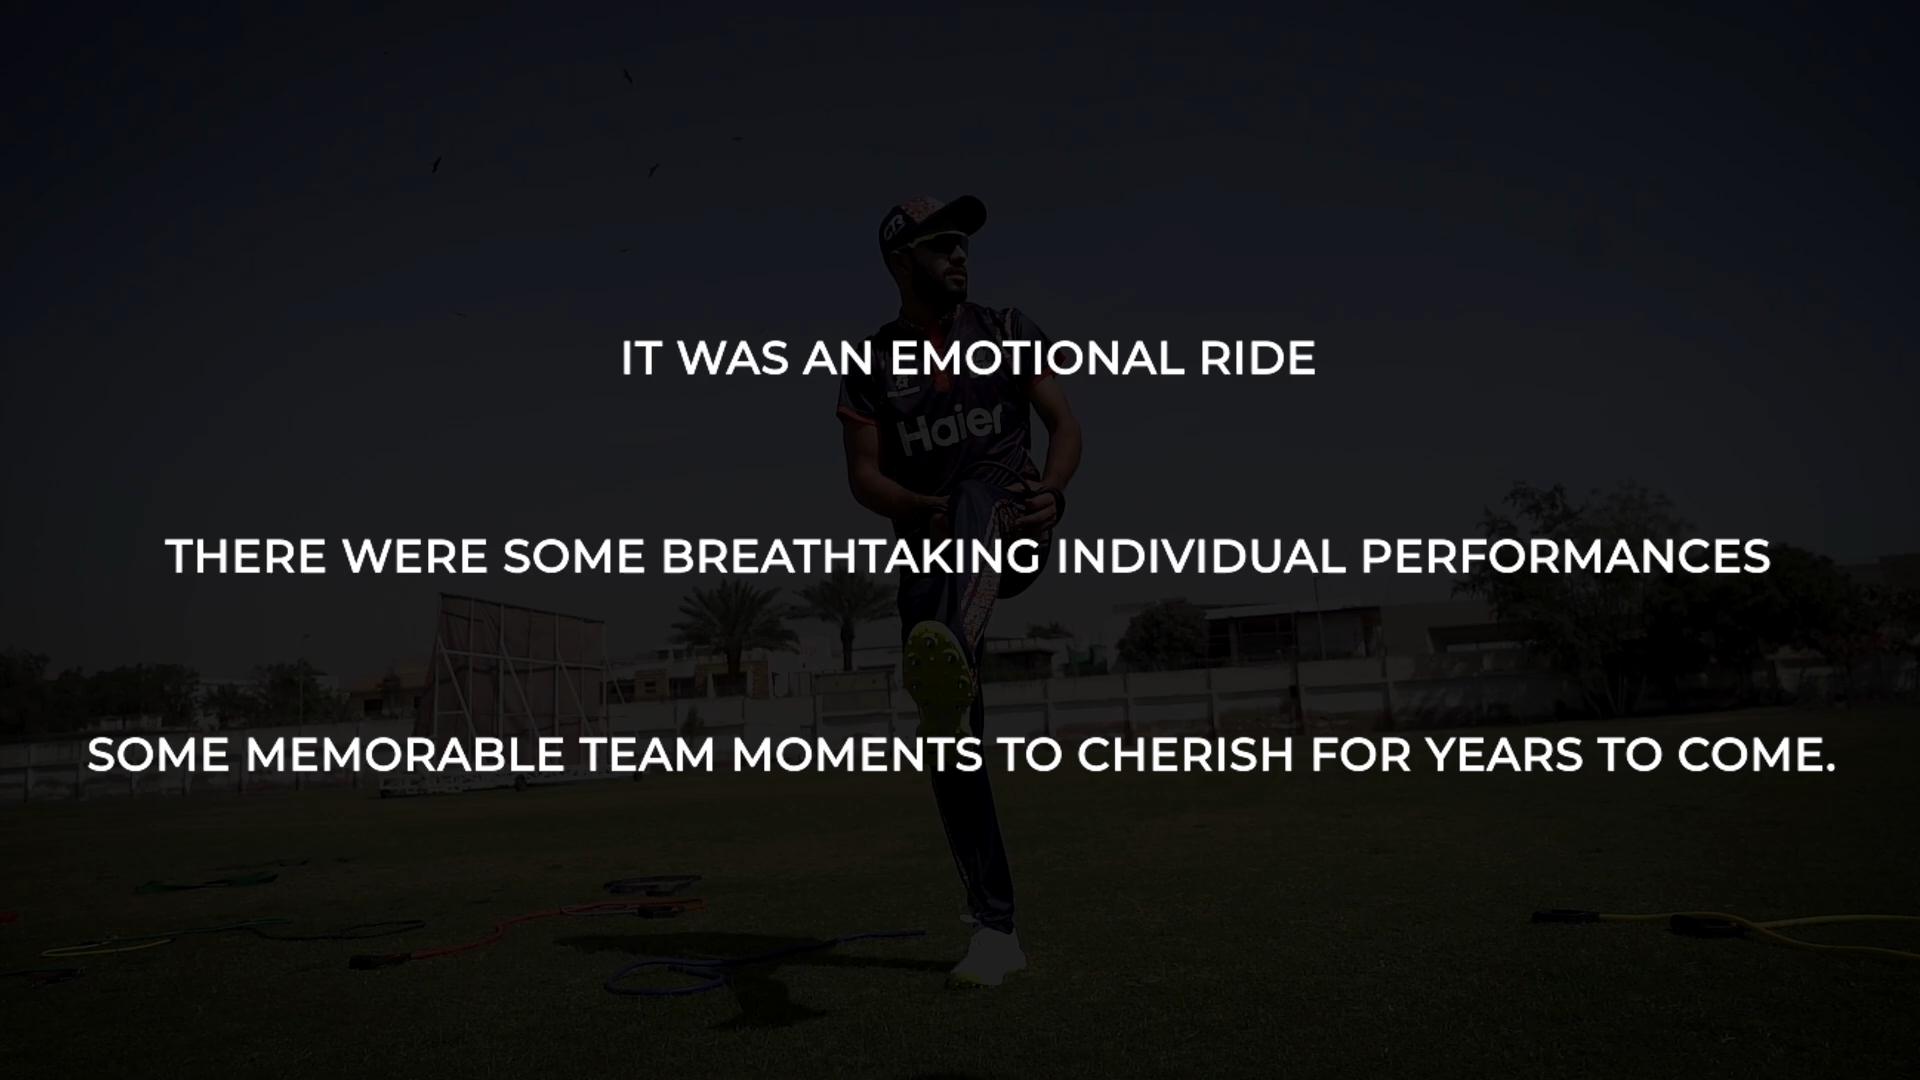 IT WAS AN EMOTIONAL RIDE
Haier
THERE WERE SOME BREATHTAKING INDIVIDUAL PERFORMANCES
SOME MEMORABLE TEAM MOMENTS TO CHERISH FOR YEARS TO COME.